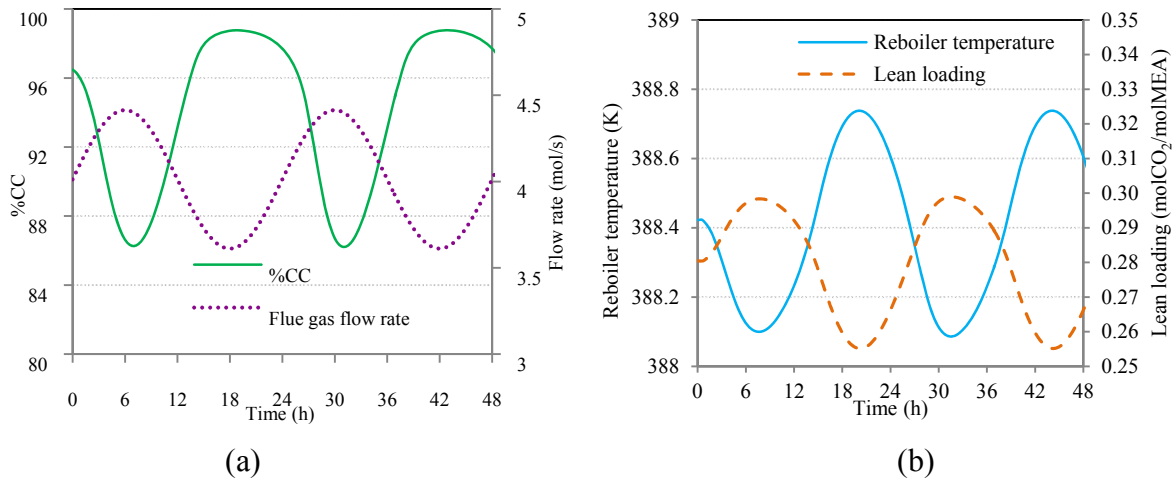 100
96
92
88
84
80
%CC
5
4.5
4
3.5
3
Flow rate (mol/s)
%CC
Flue gas flow rate
0 6 12 18 24 30 36 42 48
Time (h)
(a)
389
388.8
388.6
388.4
388.2
388
Reboiler temperature (K)
Reboiler temperature
Lean loading
0.35
0.34
0.33
0.32
0.31
0.30
0.29
0.28
0.27
0.26
0.25
Lean loading (molCO₂/molMEA)
0 6 12 18 24 30 36 42 48
Time (h)
(b)